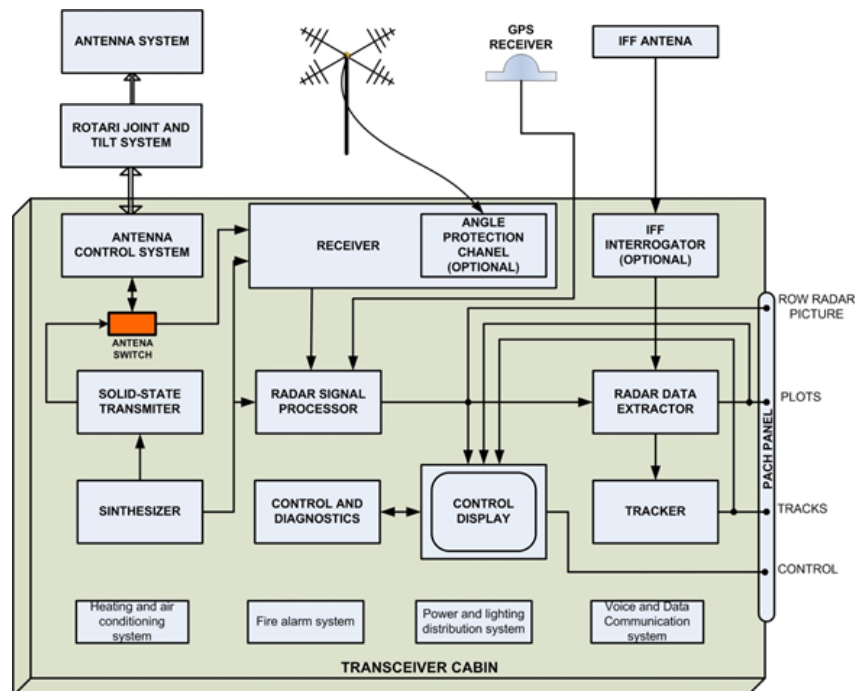 ANTENNA SYSTEM
GPS
RECEIVER
IFF ANTENA
ROTARI JOINT AND
TILT SYSTEM
ANTENNA
CONTROL SYSTEM
RECEIVER
ANGLE
PROTECTION
CHANEL
(OPTIONAL)
IFF
INTERROGATOR
(OPTIONAL)
ROW RADAR
PICTURE
ANTENA
SWITCH
SOLID-STATE
TRANSMITER
RADAR SIGNAL
PROCESSOR
RADAR DATA
EXTRACTOR
PLOTS
PACH PANEL
SINTHESIZER
CONTROL AND
DIAGNOSTICS
CONTROL
DISPLAY
TRACKER
TRACKS
CONTROL
Heating and air
conditioning
system
Fire alarm system
Power and lighting
distribution system
Voice and Data
Communication
system
TRANSCEIVER CABIN